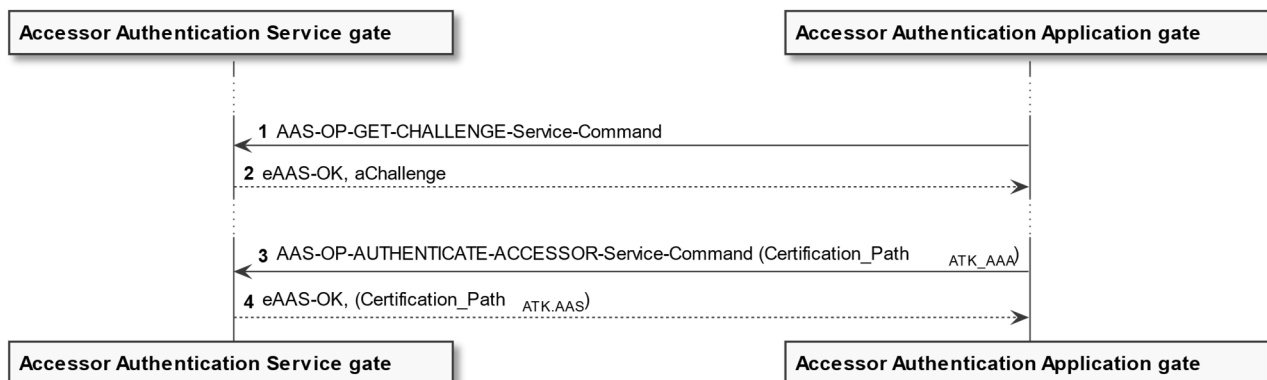 Accessor Authentication Service gate
Accessor Authentication Application gate
1 AAS-OP-GET-CHALLENGE-Service-Command
2 eAAS-OK, aChallenge
3 AAS-OP-AUTHENTICATE-ACCESSOR-Service-Command (Certification_Path ATK_AAA)
4 eAAS-OK, (Certification_Path ATK.AAS)
Accessor Authentication Service gate
Accessor Authentication Application gate